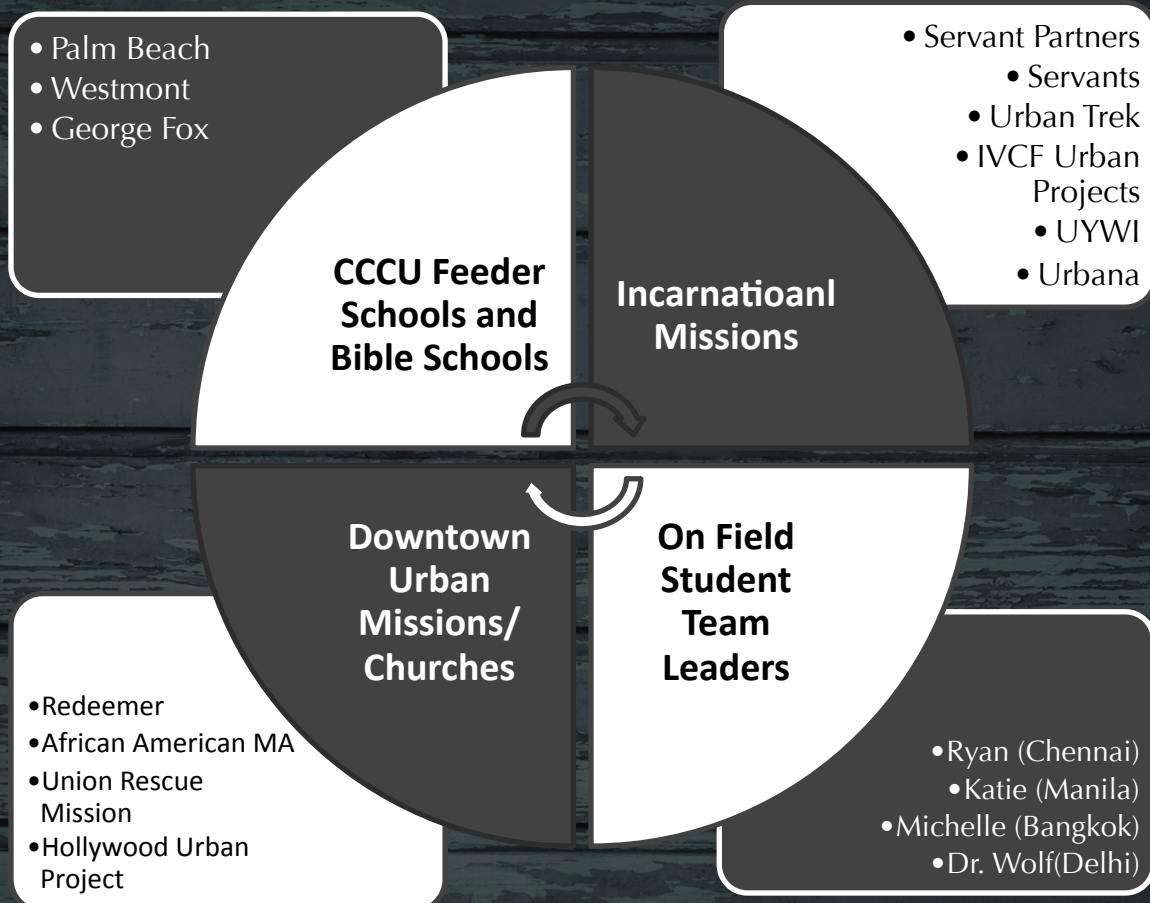 • Palm Beach
• Westmont
• George Fox
• Servant Partners
• Servants
• Urban Trek
• IVCF Urban
Projects
• UYWI
• Urbana
CCCU Feeder
Schools and
Bible Schools
Incarnatioanl
Missions
Downtown
Urban
Missions/
Churches
On Field
Student
Team
Leaders
•Redeemer
•African American MA
•Union Rescue
Mission
•Hollywood Urban
Project
•Ryan (Chennai)
•Katie (Manila)
•Michelle (Bangkok)
•Dr. Wolf(Delhi)